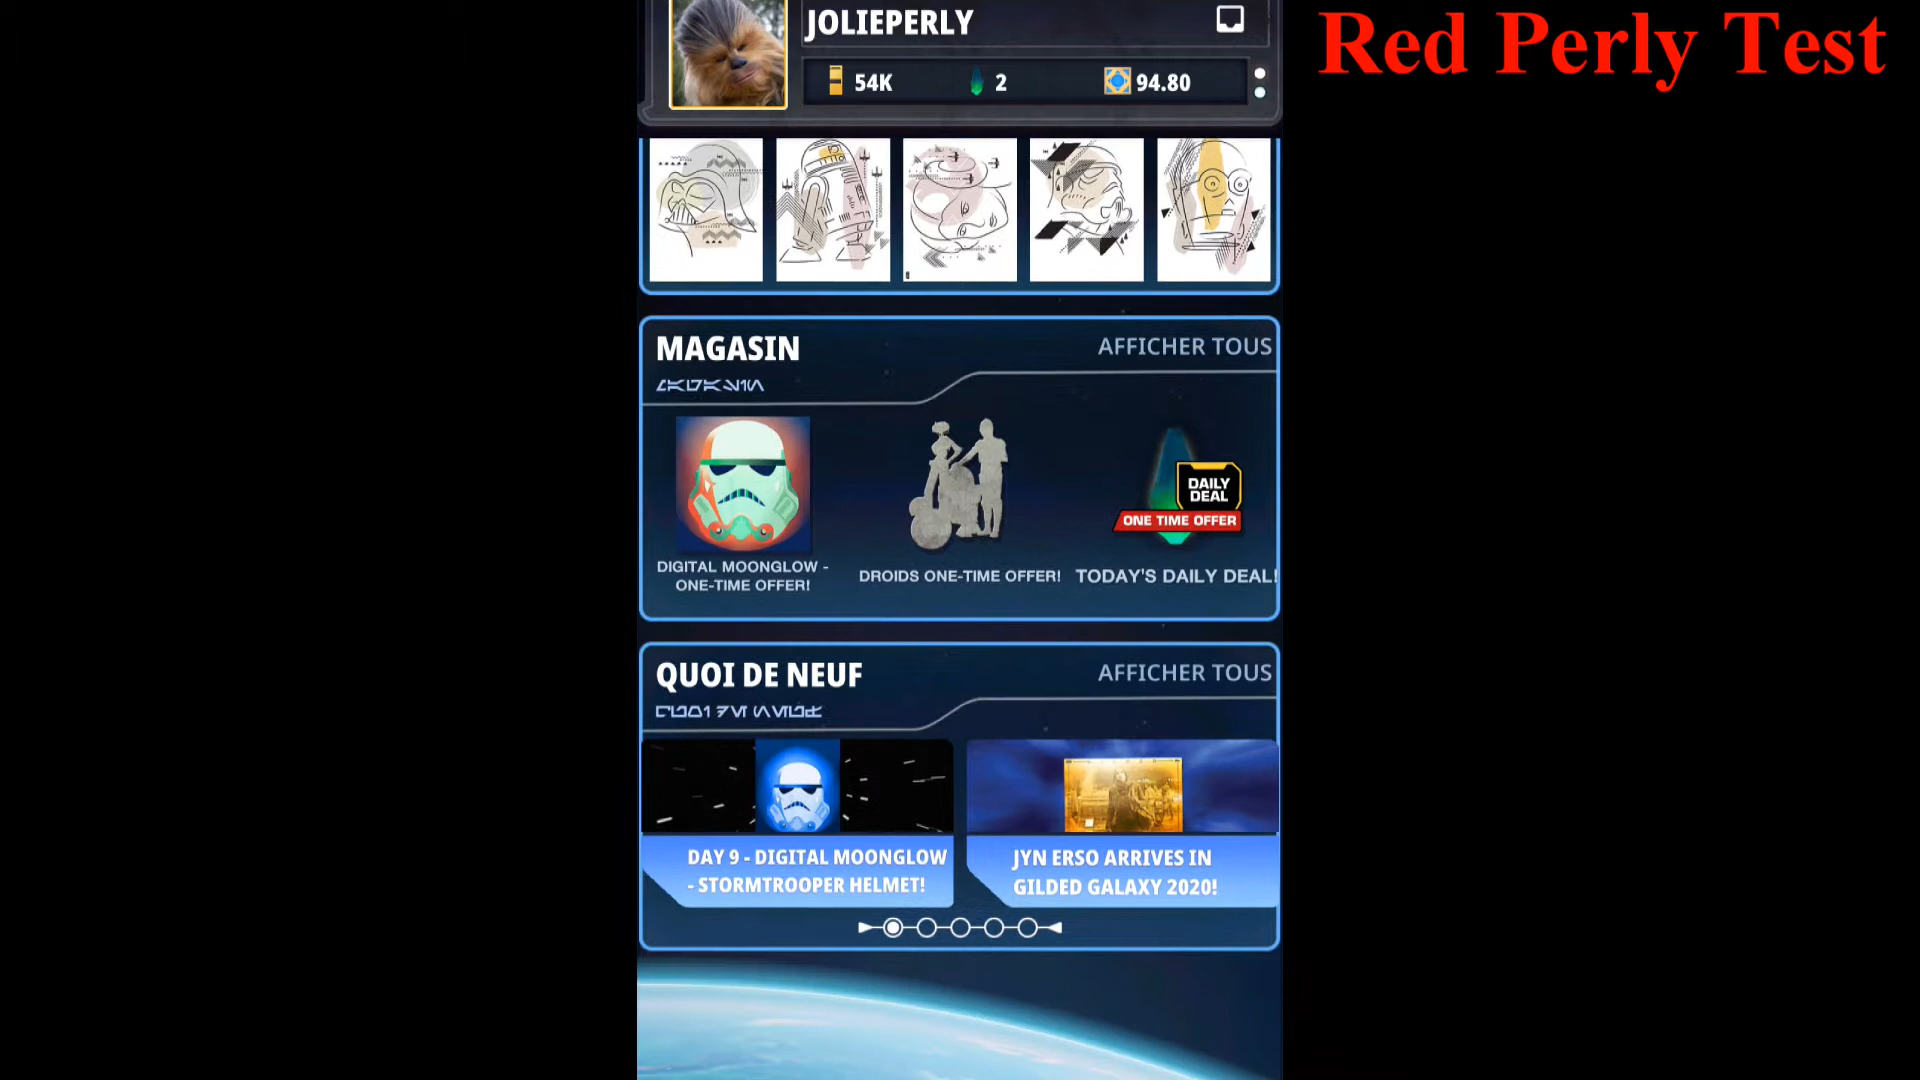 JOLIEPERLY
Red Perly Test
54K
2
94.80
MAGASIN
AFFICHER TOUS
DAILY
DEAL
ONE TIME OFFER
DIGITAL MOONGLOW -
ONE-TIME OFFER!
DROIDS ONE-TIME OFFER!
TODAY'S DAILY DEAL!
QUOI DE NEUF
AFFICHER TOUS
DAY 9 - DIGITAL MOONGLOW
- STORMTROOPER HELMET!
JYN ERSO ARRIVES IN
GILDED GALAXY 2020!